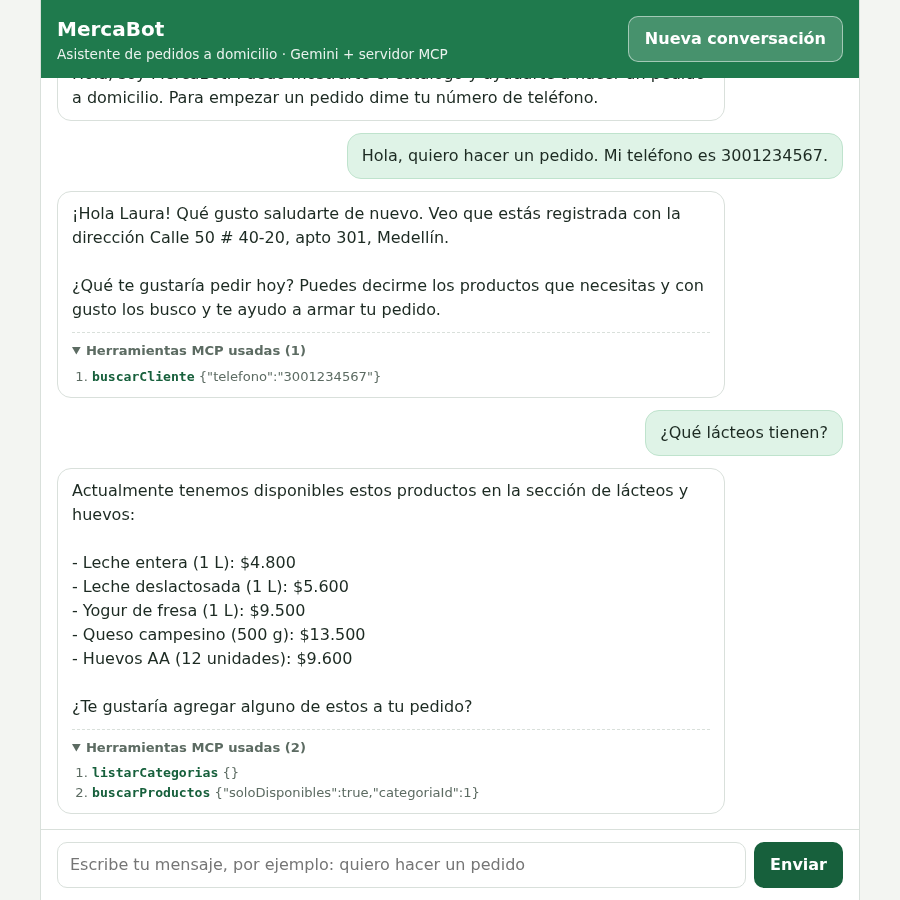 MercaBot
Asistente de pedidos a domicilio · Gemini + servidor MCP
Nueva conversación
a domicilio. Para empezar un pedido dime tu número de teléfono.
Hola, quiero hacer un pedido. Mi teléfono es 3001234567.
¡Hola Laura! Qué gusto saludarte de nuevo. Veo que estás registrada con la
dirección Calle 50 # 40-20, apto 301, Medellín.
¿Qué te gustaría pedir hoy? Puedes decirme los productos que necesitas y con
gusto los busco y te ayudo a armar tu pedido.
▼ Herramientas MCP usadas (1)
1. buscarCliente {"telefono":"3001234567"}
¿Qué lácteos tienen?
Actualmente tenemos disponibles estos productos en la sección de lácteos y
huevos:
- Leche entera (1 L): $4.800
- Leche deslactosada (1 L): $5.600
- Yogur de fresa (1 L): $9.500
- Queso campesino (500 g): $13.500
- Huevos AA (12 unidades): $9.600
¿Te gustaría agregar alguno de estos a tu pedido?
▼ Herramientas MCP usadas (2)
1. listarCategorias {}
2. buscarProductos {"soloDisponibles":true,"categoriaId":1}
Escribe tu mensaje, por ejemplo: quiero hacer un pedido
Enviar